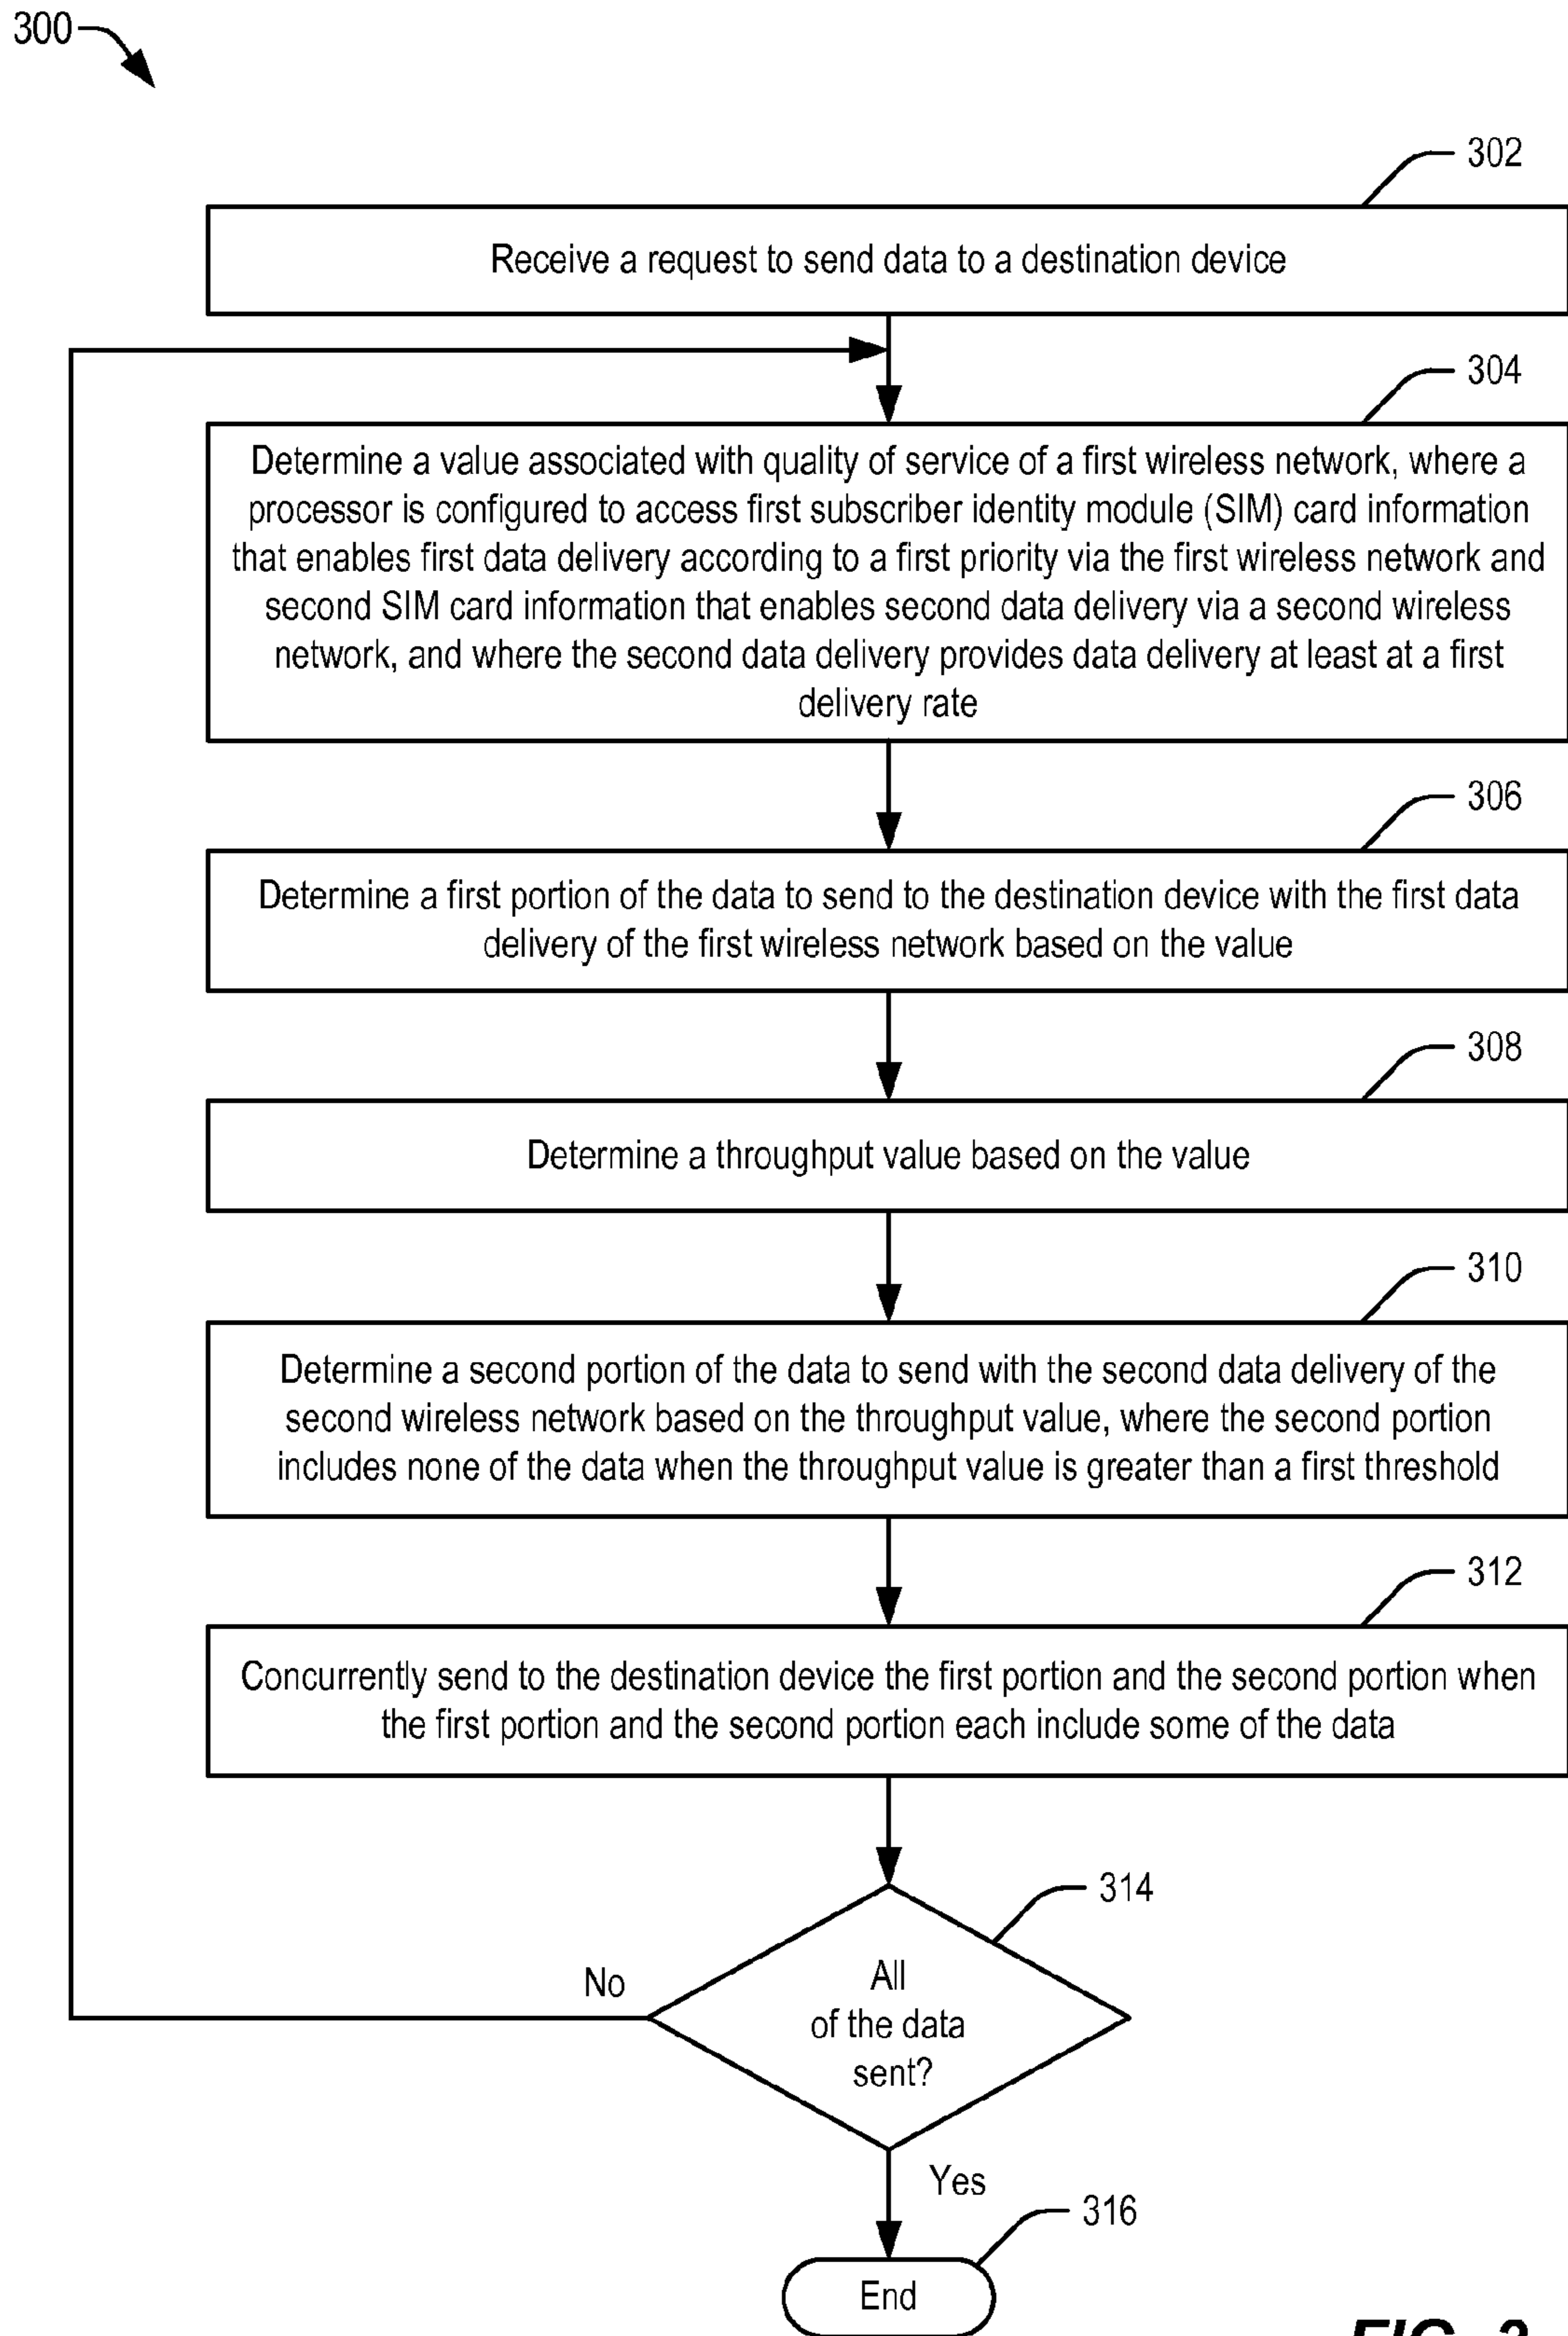 300
302
Receive a request to send data to a destination device
304
Determine a value associated with quality of service of a first wireless network, where a
processor is configured to access first subscriber identity module (SIM) card information
that enables first data delivery according to a first priority via the first wireless network and
second SIM card information that enables second data delivery via a second wireless
network, and where the second data delivery provides data delivery at least at a first
delivery rate
306
Determine a first portion of the data to send to the destination device with the first data
delivery of the first wireless network based on the value
308
Determine a throughput value based on the value
310
Determine a second portion of the data to send with the second data delivery of the
second wireless network based on the throughput value, where the second portion
includes none of the data when the throughput value is greater than a first threshold
312
Concurrently send to the destination device the first portion and the second portion when
the first portion and the second portion each include some of the data
314
All
of the data
sent?
No
Yes
316
End
FIG.